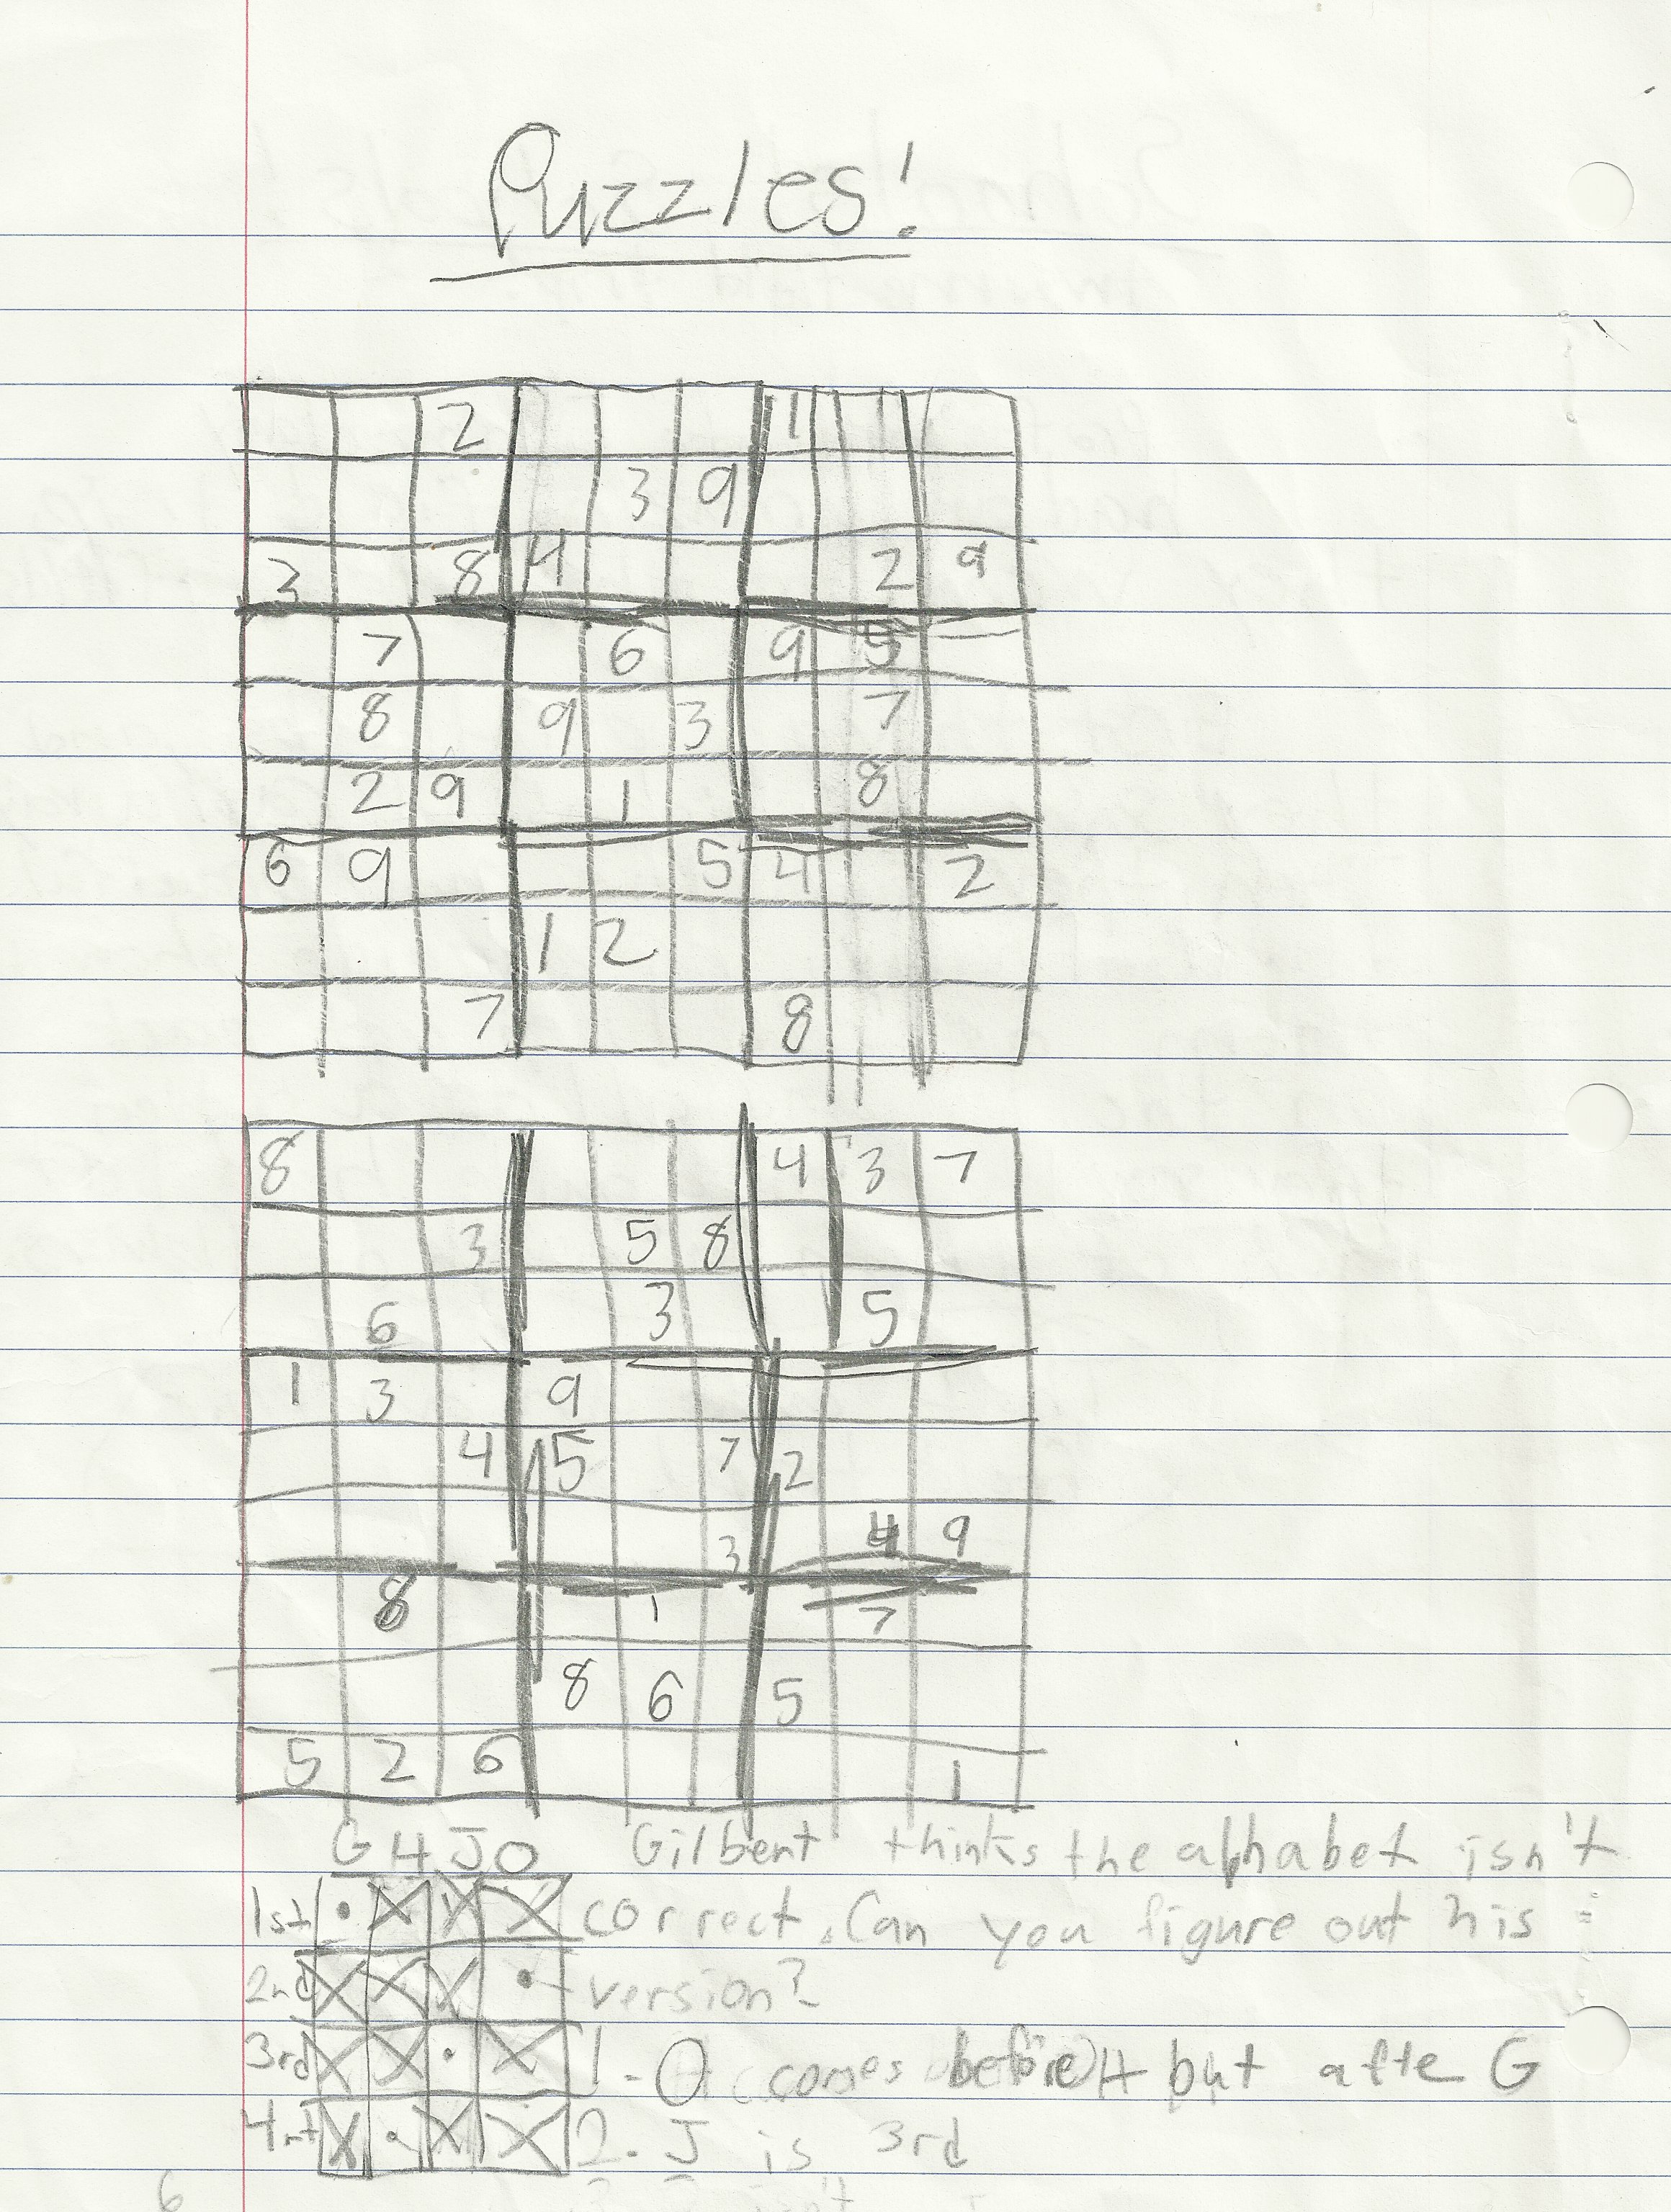 Puzzles!
2 1
3 9
3 8 4 2 9
7 6 9 5
8 9 3 7
2 9 1 8
6 9 5 4 2
1 2
7 8
8 4 3 7
3 5 8
6 3 5
1 3 9
4 5 7 2
3 4 9
8 1 7
8 6 5
5 2 6 1
G H J O Gilbert thinks the alphabet isn't
1st • X X X correct. Can you figure out his
2nd X X X • version?
3rd X X • X 1. O comes before H but after G
4rt X • X X 2. J is 3rd
6 isn't